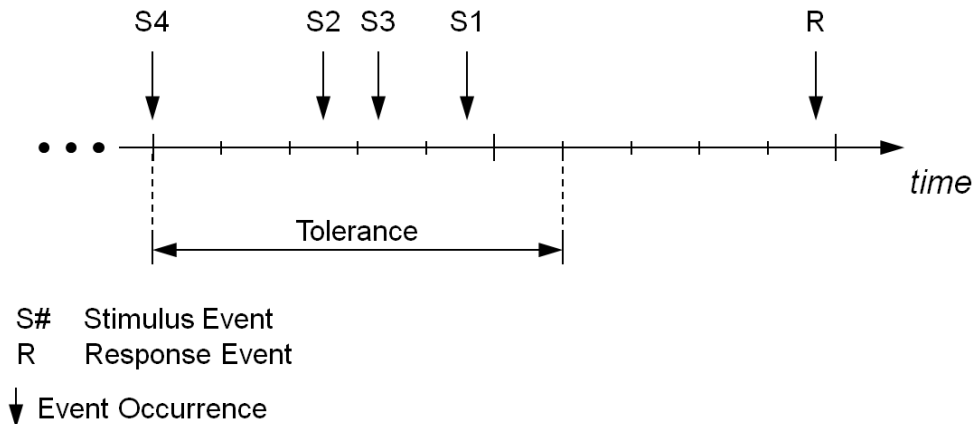 S4 S2 S3 S1 R
time
Tolerance
S# Stimulus Event
R Response Event
Event Occurrence